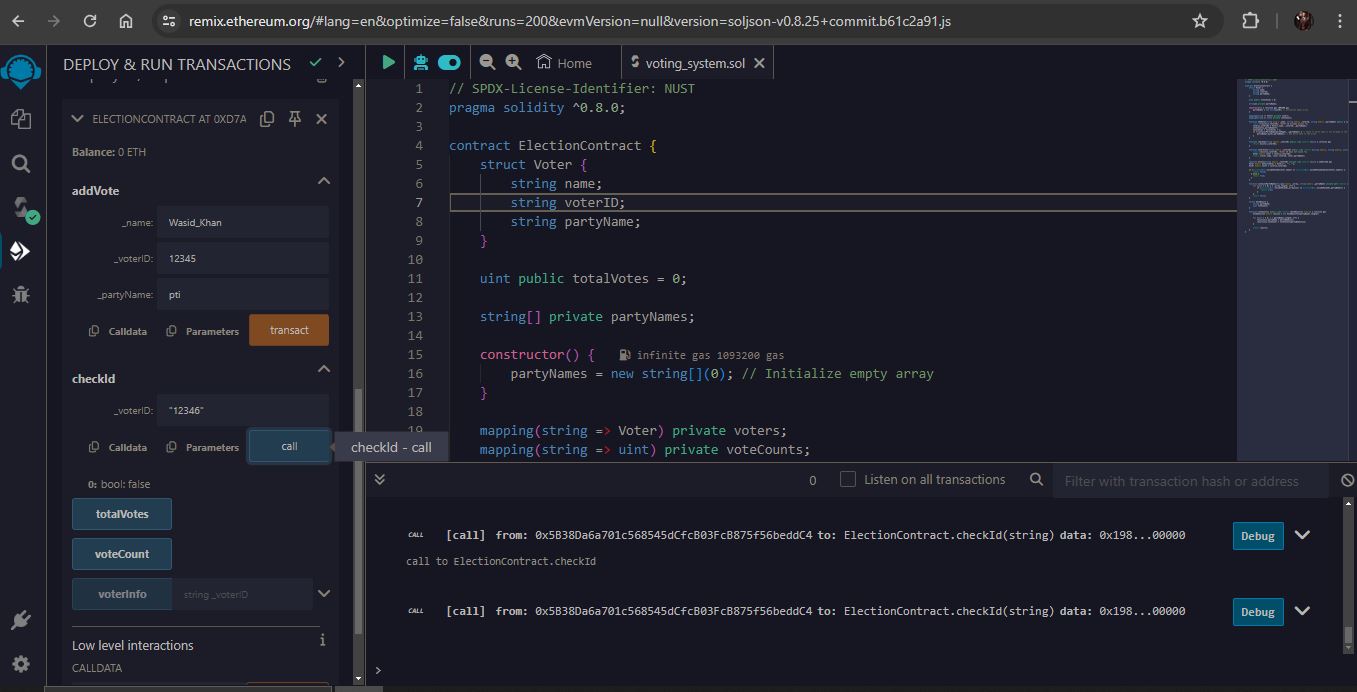 remix.ethereum.org/#lang=en&optimize=false&runs=200&evmVersion=null&version=soljson-v0.8.25+commit.b61c2a91.js
DEPLOY & RUN TRANSACTIONS
ELECTIONCONTRACT AT 0XD7A
Balance: 0 ETH
addVote
_name: Wasid_Khan
_voterID: 12345
_partyName: pti
Calldata Parameters transact
checkId
_voterID: "12346"
Calldata Parameters call
checkId - call
0: bool: false
totalVotes
voteCount
voterInfo string _voterID
Low level interactions
CALLDATA
Home voting_system.sol
1 // SPDX-License-Identifier: NUST
2 pragma solidity ^0.8.0;
3
4 contract ElectionContract {
5 struct Voter {
6 string name;
7 string voterID;
8 string partyName;
9 }
10
11 uint public totalVotes = 0;
12
13 string[] private partyNames;
14
15 constructor() { infinite gas 1093200 gas
16 partyNames = new string[](0); // Initialize empty array
17 }
18
19 mapping(string => Voter) private voters;
20 mapping(string => uint) private voteCounts;
0 Listen on all transactions Filter with transaction hash or address
CALL [call] from: 0x5B38Da6a701c568545dCfcB03FcB875f56beddC4 to: ElectionContract.checkId(string) data: 0x198...00000 Debug
call to ElectionContract.checkId
CALL [call] from: 0x5B38Da6a701c568545dCfcB03FcB875f56beddC4 to: ElectionContract.checkId(string) data: 0x198...00000 Debug
>